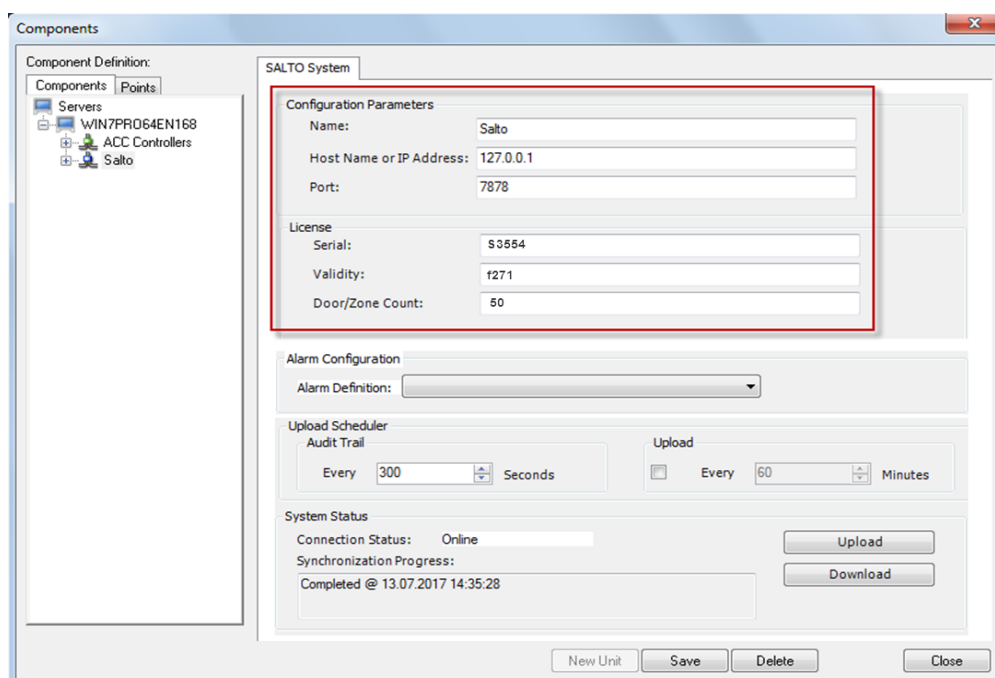 Components
Component Definition:
Components Points
Servers
WIN7PRO64EN168
ACC Controllers
Salto
SALTO System
Configuration Parameters
Name: Salto
Host Name or IP Address: 127.0.0.1
Port: 7878
License
Serial: S3554
Validity: f271
Door/Zone Count: 50
Alarm Configuration
Alarm Definition:
Upload Scheduler
Audit Trail
Every 300 Seconds
Upload
Every 60 Minutes
System Status
Connection Status: Online
Synchronization Progress:
Completed @ 13.07.2017 14:35:28
Upload
Download
New Unit Save Delete Close